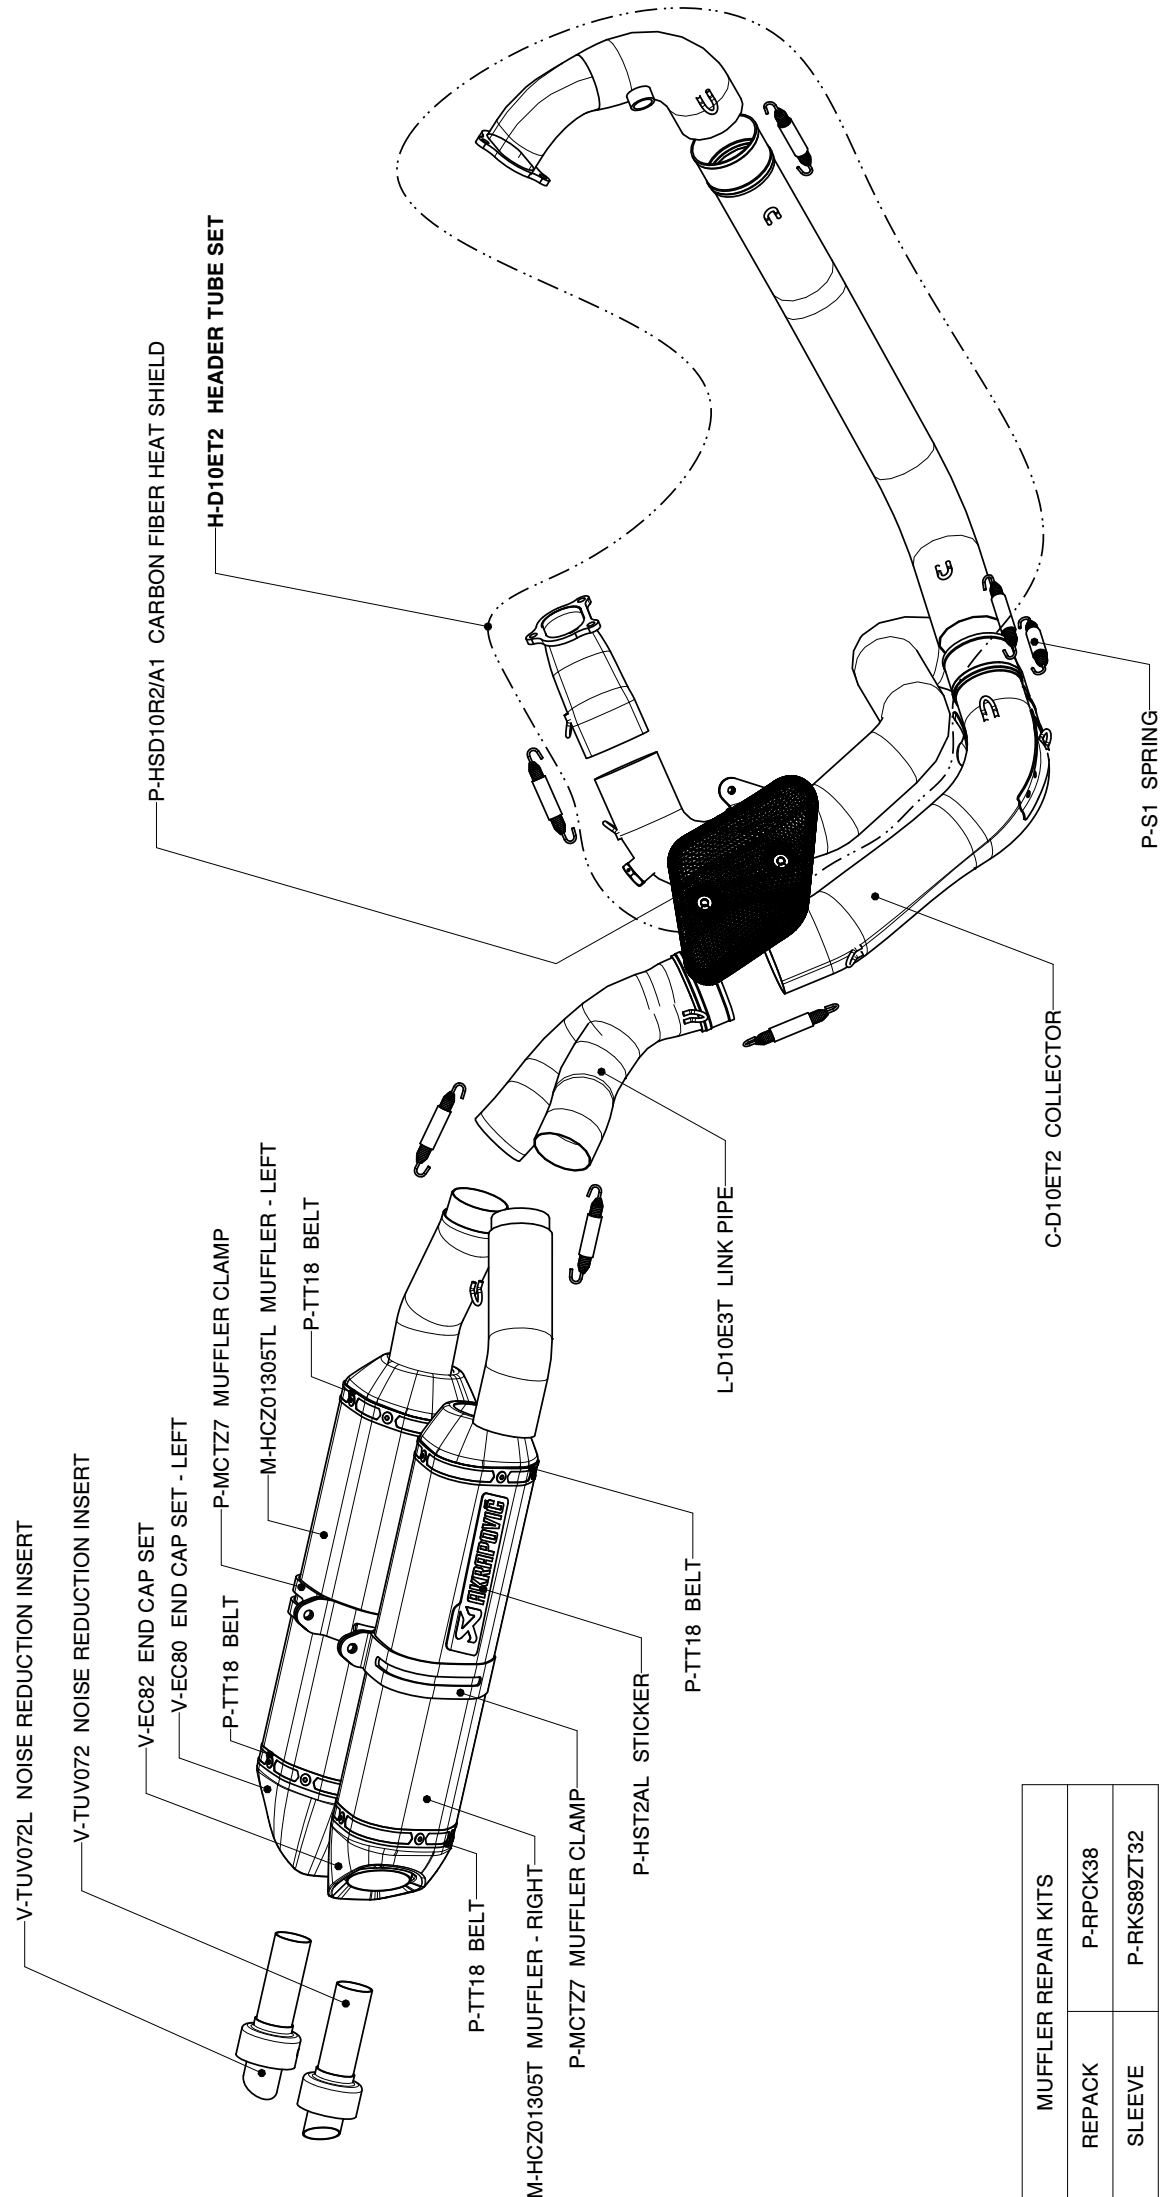 V-TUV072L NOISE REDUCTION INSERT
V-TUV072 NOISE REDUCTION INSERT
V-EC82 END CAP SET
V-EC80 END CAP SET - LEFT
P-TT18 BELT
P-MCTZ7 MUFFLER CLAMP
M-HCZ01305TL MUFFLER - LEFT
P-TT18 BELT
P-HSD10R2/A1 CARBON FIBER HEAT SHIELD
H-D10ET2 HEADER TUBE SET
AKRAPOVIČ
P-TT18 BELT
M-HCZ01305T MUFFLER - RIGHT
P-MCTZ7 MUFFLER CLAMP
P-HST2AL STICKER
P-TT18 BELT
L-D10E3T LINK PIPE
C-D10ET2 COLLECTOR
P-S1 SPRING
MUFFLER REPAIR KITS
REPACK P-RPCK38
SLEEVE P-RKS89ZT32